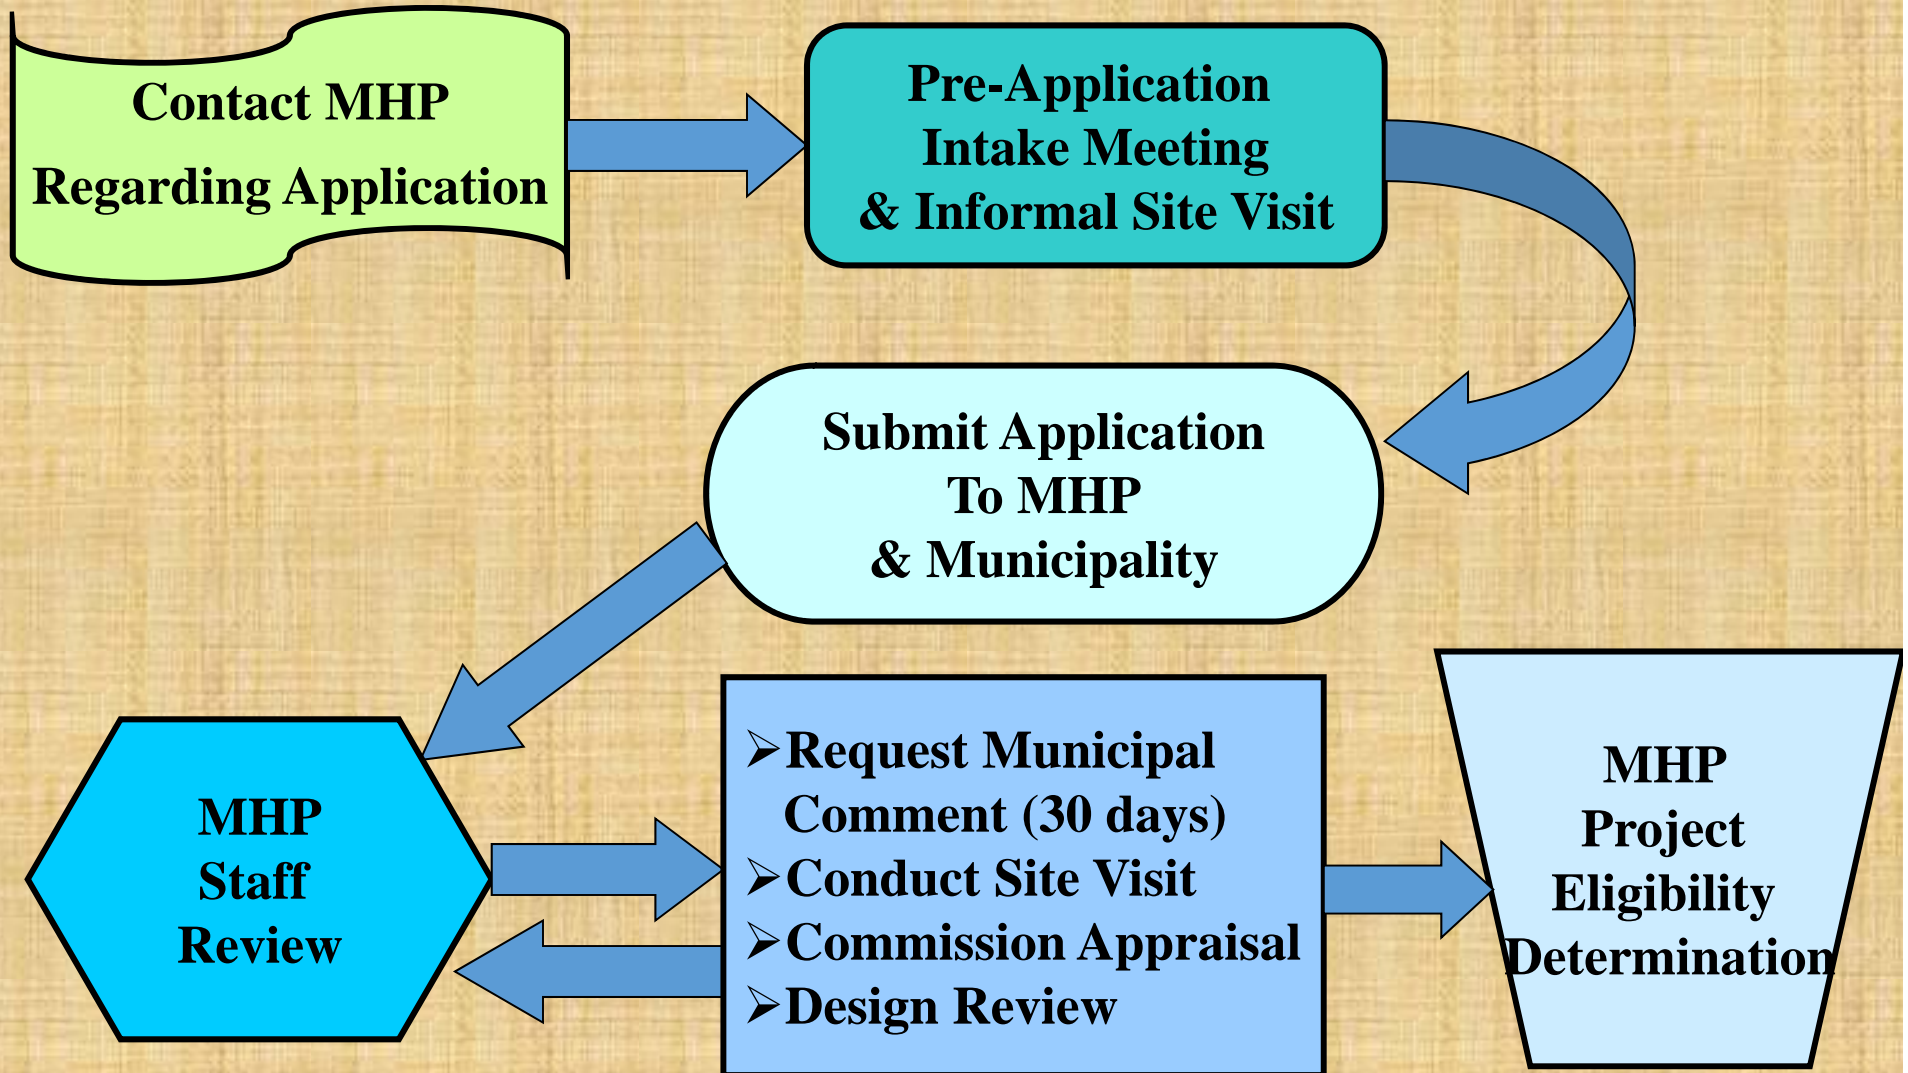 Contact MHP
Regarding Application
Pre-Application
Intake Meeting
& Informal Site Visit
Submit Application
To MHP
& Municipality
MHP
Staff
Review
➢Request Municipal
Comment (30 days)
➢Conduct Site Visit
➢Commission Appraisal
➢Design Review
MHP
Project
Eligibility
Determination